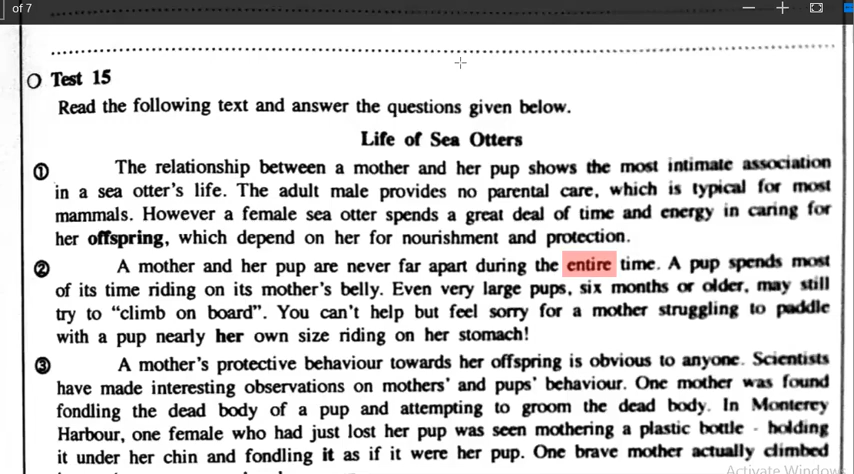 of 7
Test 15
Read the following text and answer the questions given below.
Life of Sea Otters
① The relationship between a mother and her pup shows the most intimate association
in a sea otter's life. The adult male provides no parental care, which is typical for most
mammals. However a female sea otter spends a great deal of time and energy in caring for
her offspring, which depend on her for nourishment and protection.
② A mother and her pup are never far apart during the entire time. A pup spends most
of its time riding on its mother's belly. Even very large pups, six months or older, may still
try to "climb on board". You can't help but feel sorry for a mother struggling to paddle
with a pup nearly her own size riding on her stomach!
③ A mother's protective behaviour towards her offspring is obvious to anyone. Scientists
have made interesting observations on mothers' and pups' behaviour. One mother was found
fondling the dead body of a pup and attempting to groom the dead body. In Monterey
Harbour, one female who had just lost her pup was seen mothering a plastic bottle - holding
it under her chin and fondling it as if it were her pup. One brave mother actually climbed
Activate Windows